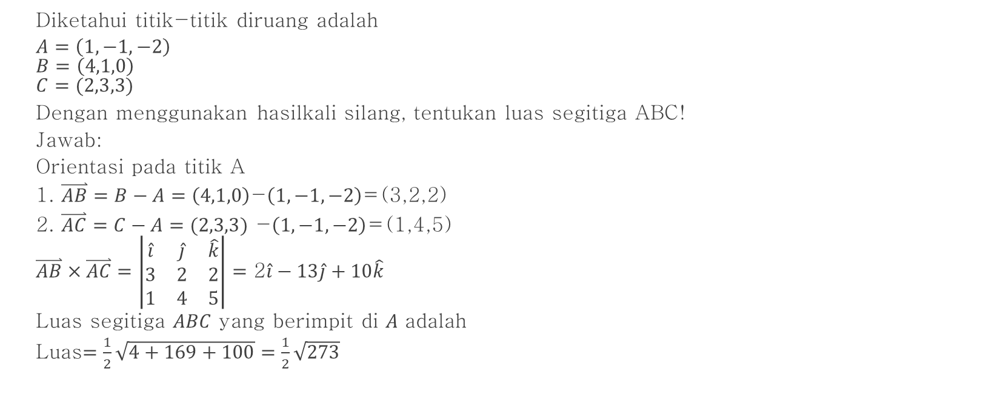 Diketahui titik-titik diruang adalah
A = (1, −1, −2)
B = (4,1,0)
C = (2,3,3)
Dengan menggunakan hasilkali silang, tentukan luas segitiga ABC!
Jawab:
Orientasi pada titik A
1. \overrightarrow{AB} = B − A = (4,1,0)−(1, −1, −2)=(3,2,2)
2. \overrightarrow{AC} = C − A = (2,3,3) −(1, −1, −2)=(1,4,5)
\overrightarrow{AB} × \overrightarrow{AC} = \begin{vmatrix} \hat{\imath} & \hat{\jmath} & \hat{k} \\ 3 & 2 & 2 \\ 1 & 4 & 5 \end{vmatrix} = 2\hat{\imath} − 13\hat{\jmath} + 10\hat{k}
Luas segitiga ABC yang berimpit di A adalah
Luas= \frac{1}{2}\sqrt{4 + 169 + 100} = \frac{1}{2}\sqrt{273}